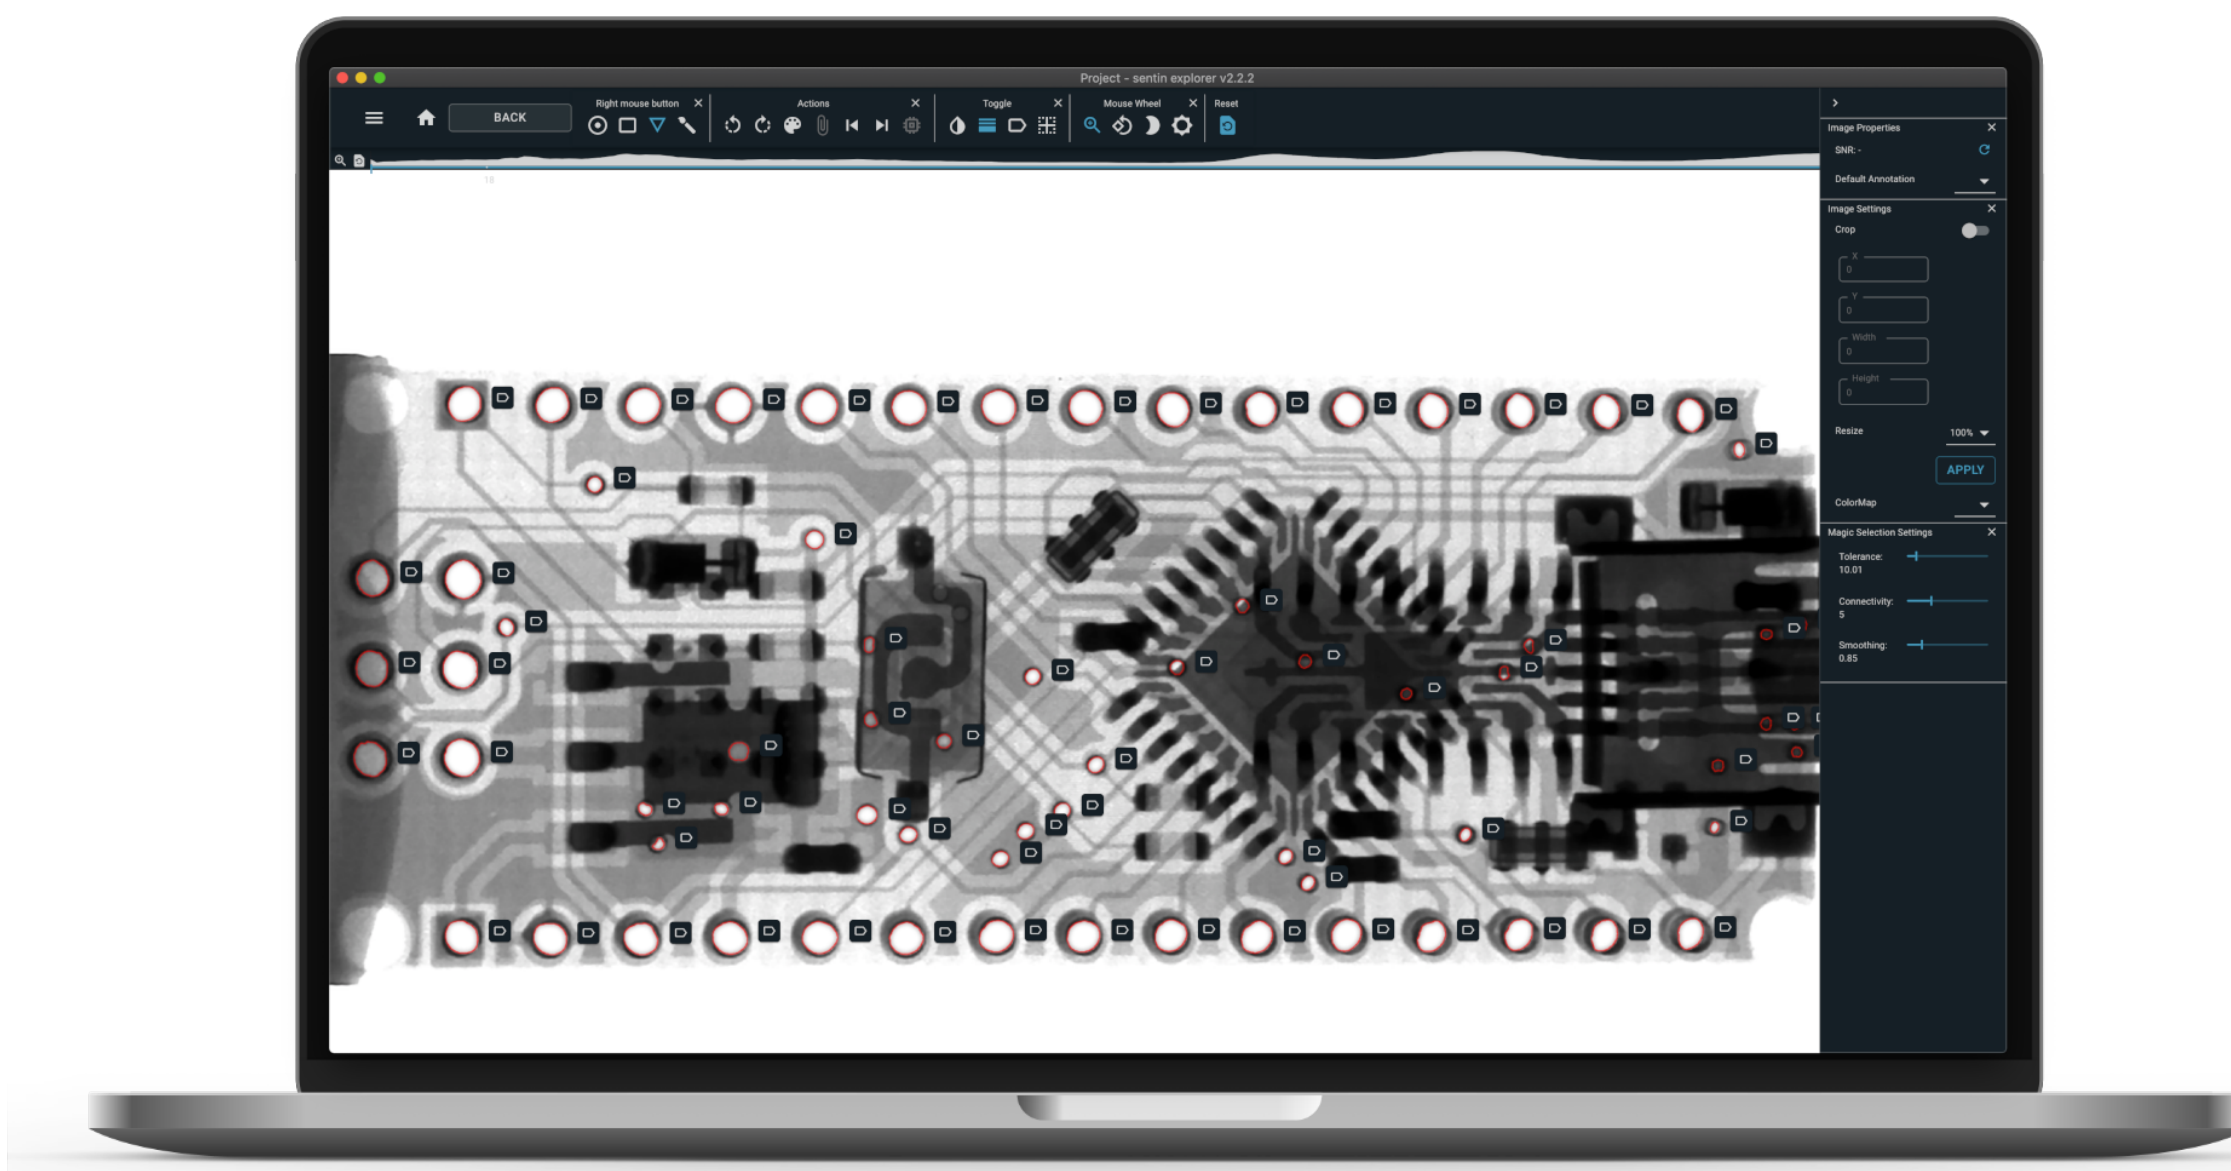 Project - sentin explorer v2.2.2
BACK
Right mouse button
Actions
Toggle
Mouse Wheel
Reset
18
Image Properties
SNR: -
Default Annotation
Image Settings
Crop
X
0
Y
0
Width
0
Height
0
Resize
100%
APPLY
ColorMap
Magic Selection Settings
Tolerance:
10.01
Connectivity:
5
Smoothing:
0.85